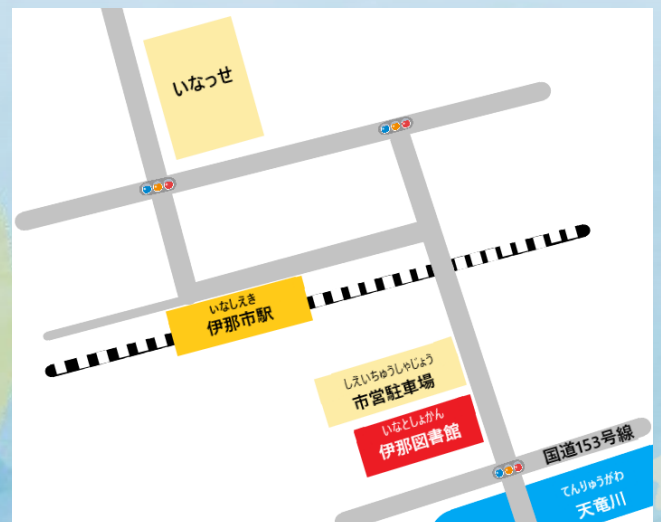 いなっせ
いなしえき
伊那市駅
しえいちゅうしゃじょう
市営駐車場
いなとしょかん
伊那図書館
国道153号線
てんりゅうがわ
天竜川